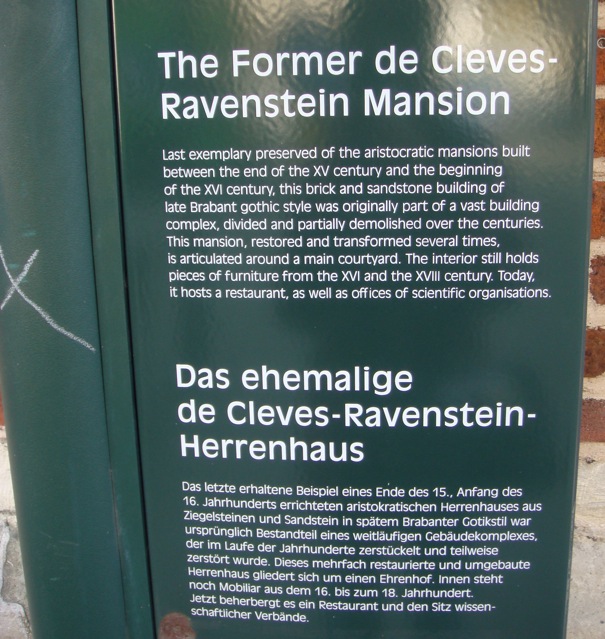 The Former de Cleves-
Ravenstein Mansion
Last exemplary preserved of the aristocratic mansions built
between the end of the XV century and the beginning
of the XVI century, this brick and sandstone building of
late Brabant gothic style was originally part of a vast building
complex, divided and partially demolished over the centuries.
This mansion, restored and transformed several times,
is articulated around a main courtyard. The interior still holds
pieces of furniture from the XVI and the XVIII century. Today,
it hosts a restaurant, as well as offices of scientific organisations.
Das ehemalige
de Cleves-Ravenstein-
Herrenhaus
Das letzte erhaltene Beispiel eines Ende des 15., Anfang des
16. Jahrhunderts errichteten aristokratischen Herrenhauses aus
Ziegelsteinen und Sandstein in spätem Brabanter Gotikstil war
ursprünglich Bestandteil eines weitläufigen Gebäudekomplexes,
der im Laufe der Jahrhunderte zerstückelt und teilweise
zerstört wurde. Dieses mehrfach restaurierte und umgebaute
Herrenhaus gliedert sich um einen Ehrenhof. Innen steht
noch Mobiliar aus dem 16. bis zum 18. Jahrhundert.
Jetzt beherbergt es ein Restaurant und den Sitz wissen-
schaftlicher Verbände.